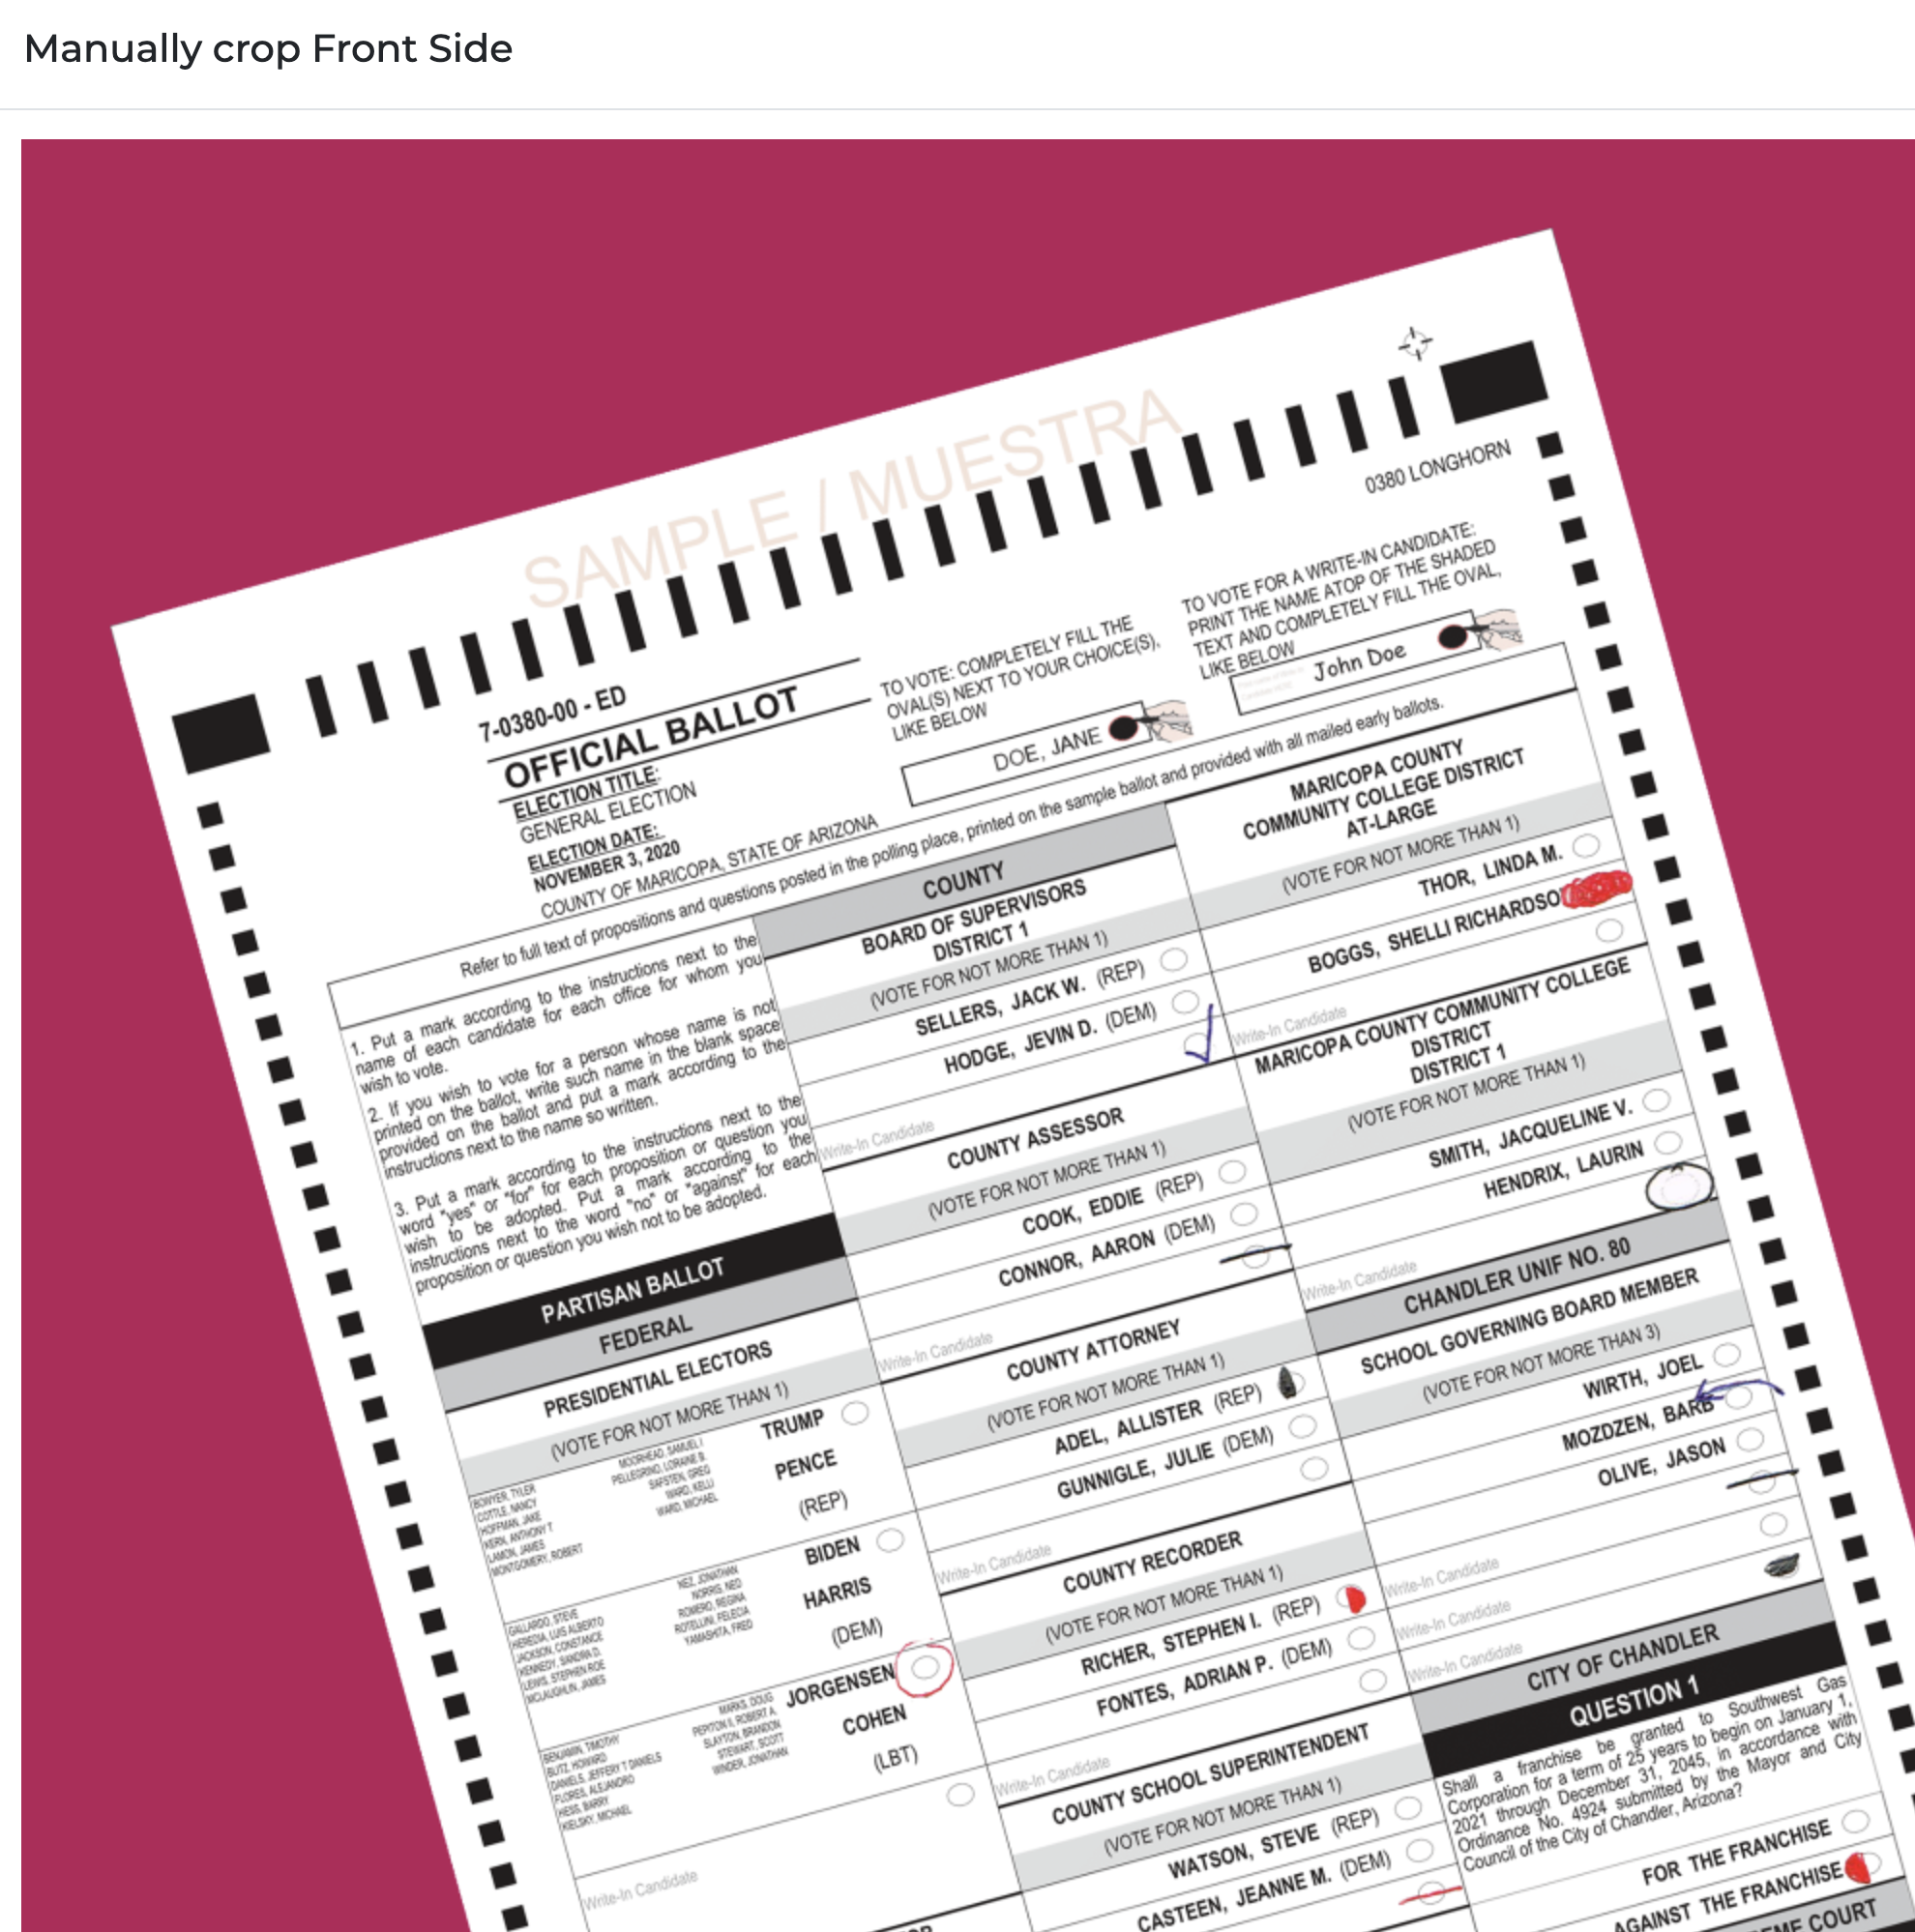 Manually crop Front Side
SAMPLE / MUESTRA
0380 LONGHORN
7-0380-00 - ED
OFFICIAL BALLOT
ELECTION TITLE:
GENERAL ELECTION
ELECTION DATE:
NOVEMBER 3, 2020
COUNTY OF MARICOPA, STATE OF ARIZONA
TO VOTE: COMPLETELY FILL THE
OVAL(S) NEXT TO YOUR CHOICE(S),
LIKE BELOW
DOE, JANE
TO VOTE FOR A WRITE-IN CANDIDATE:
PRINT THE NAME ATOP OF THE SHADED
TEXT AND COMPLETELY FILL THE OVAL,
LIKE BELOW
John Doe
Refer to full text of propositions and questions posted in the polling place, printed on the sample ballot and provided with all mailed early ballots.
1. Put a mark according to the instructions next to the
name of each candidate for each office for whom you
wish to vote.
2. If you wish to vote for a person whose name is not
printed on the ballot, write such name in the blank space
provided on the ballot and put a mark according to the
instructions next to the name so written.
3. Put a mark according to the instructions next to the
word "yes" or "for" for each proposition or question you
wish to be adopted. Put a mark according to the
instructions next to the word "no" or "against" for each
proposition or question you wish not to be adopted.
PARTISAN BALLOT
FEDERAL
PRESIDENTIAL ELECTORS
(VOTE FOR NOT MORE THAN 1)
BOWYER, TYLER
COTTLE, NANCY
HOFFMAN, JAKE
KERN, ANTHONY T
LAMON, JAMES
MONTGOMERY, ROBERT
MOORHEAD, SAMUEL I
PELLEGRINO, LORAINE B.
SAFSTEN, GREG
WARD, KELLI
WARD, MICHAEL
TRUMP
PENCE
(REP)
GALLARDO, STEVE
HEREDIA, LUIS ALBERTO
JACKSON, CONSTANCE
KENNEDY, SANDRA D.
LEWIS, STEPHEN ROE
MCLAUGHLIN, JAMES
NEZ, JONATHAN
NORRIS, NED
ROMERO, REGINA
ROTELLINI, FELECIA
YAMASHITA, FRED
BIDEN
HARRIS
(DEM)
BENJAMIN, TIMOTHY
BLITZ, HOWARD
DANIELS, JEFFERY T DANIELS
FLORES, ALEJANDRO
HESS, BARRY
KIELSKY, MICHAEL
MARKS, DOUG
PEPITON II, ROBERT A.
SLAYTON, BRANDON
STEWART, SCOTT
WINDER, JONATHAN
JORGENSEN
COHEN
(LBT)
Write-In Candidate
COUNTY
BOARD OF SUPERVISORS
DISTRICT 1
(VOTE FOR NOT MORE THAN 1)
SELLERS, JACK W. (REP)
HODGE, JEVIN D. (DEM)
Write-In Candidate
COUNTY ASSESSOR
(VOTE FOR NOT MORE THAN 1)
COOK, EDDIE (REP)
CONNOR, AARON (DEM)
Write-In Candidate
COUNTY ATTORNEY
(VOTE FOR NOT MORE THAN 1)
ADEL, ALLISTER (REP)
GUNNIGLE, JULIE (DEM)
Write-In Candidate
COUNTY RECORDER
(VOTE FOR NOT MORE THAN 1)
RICHER, STEPHEN I. (REP)
FONTES, ADRIAN P. (DEM)
Write-In Candidate
COUNTY SCHOOL SUPERINTENDENT
(VOTE FOR NOT MORE THAN 1)
WATSON, STEVE (REP)
CASTEEN, JEANNE M. (DEM)
MARICOPA COUNTY
COMMUNITY COLLEGE DISTRICT
AT-LARGE
(VOTE FOR NOT MORE THAN 1)
THOR, LINDA M.
BOGGS, SHELLI RICHARDSO
Write-In Candidate
MARICOPA COUNTY COMMUNITY COLLEGE
DISTRICT
DISTRICT 1
(VOTE FOR NOT MORE THAN 1)
SMITH, JACQUELINE V.
HENDRIX, LAURIN
Write-In Candidate
CHANDLER UNIF NO. 80
SCHOOL GOVERNING BOARD MEMBER
(VOTE FOR NOT MORE THAN 3)
WIRTH, JOEL
MOZDZEN, BARB
OLIVE, JASON
Write-In Candidate
Write-In Candidate
Write-In Candidate
CITY OF CHANDLER
QUESTION 1
Shall a franchise be granted to Southwest Gas
Corporation for a term of 25 years to begin on January 1,
2021 through December 31, 2045, in accordance with
Ordinance No. 4924 submitted by the Mayor and City
Council of the City of Chandler, Arizona?
FOR THE FRANCHISE
AGAINST THE FRANCHISE
COURT